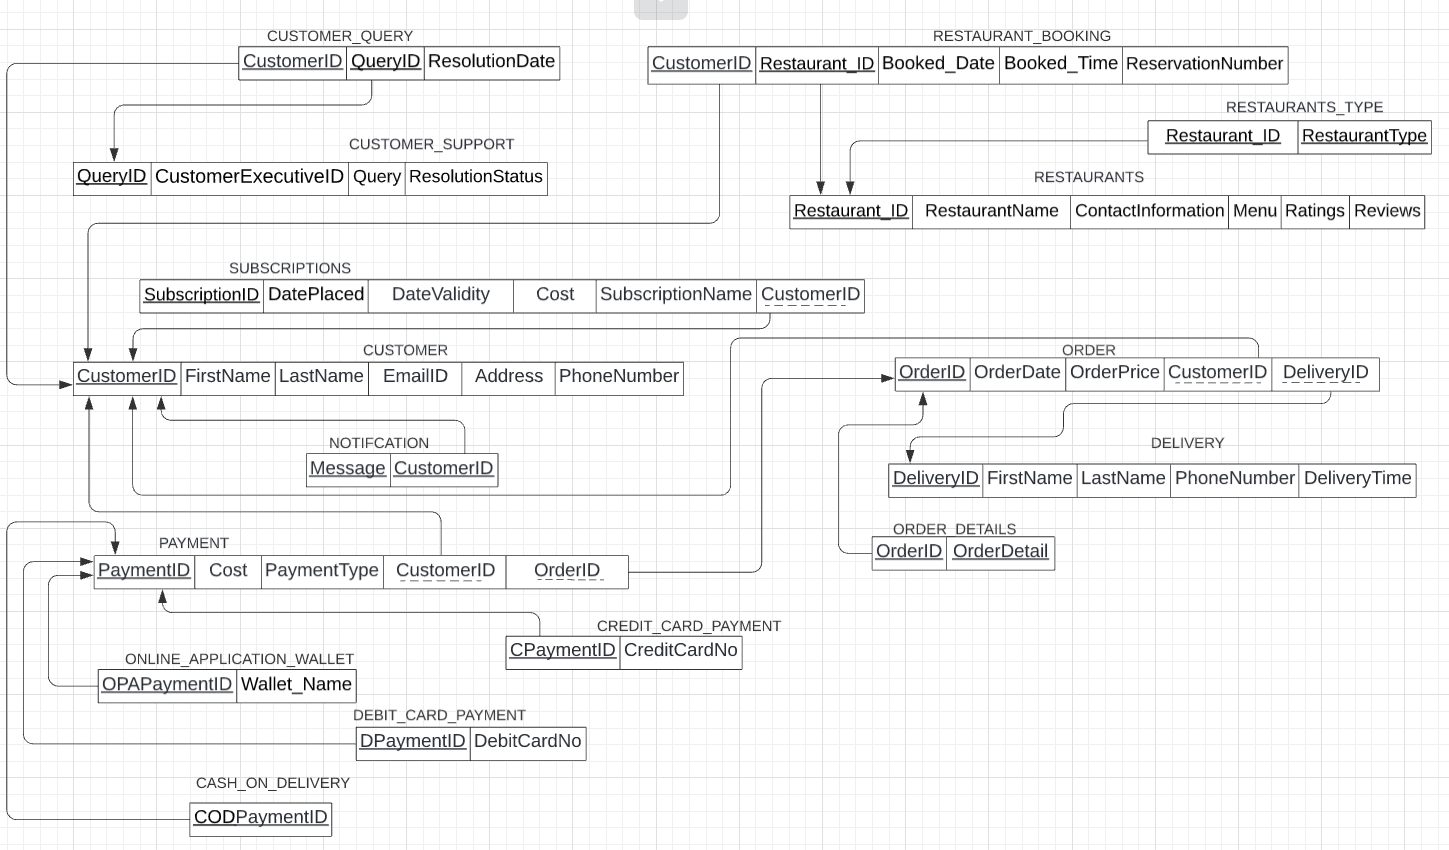 CUSTOMER_QUERY
CustomerID QueryID ResolutionDate
RESTAURANT_BOOKING
CustomerID Restaurant_ID Booked_Date Booked_Time ReservationNumber
RESTAURANTS_TYPE
Restaurant_ID RestaurantType
CUSTOMER_SUPPORT
QueryID CustomerExecutiveID Query ResolutionStatus
RESTAURANTS
Restaurant_ID RestaurantName ContactInformation Menu Ratings Reviews
SUBSCRIPTIONS
SubscriptionID DatePlaced DateValidity Cost SubscriptionName CustomerID
CUSTOMER
CustomerID FirstName LastName EmailID Address PhoneNumber
ORDER
OrderID OrderDate OrderPrice CustomerID DeliveryID
NOTIFCATION
Message CustomerID
DELIVERY
DeliveryID FirstName LastName PhoneNumber DeliveryTime
ORDER_DETAILS
OrderID OrderDetail
PAYMENT
PaymentID Cost PaymentType CustomerID OrderID
CREDIT_CARD_PAYMENT
CPaymentID CreditCardNo
ONLINE_APPLICATION_WALLET
OPAPaymentID Wallet_Name
DEBIT_CARD_PAYMENT
DPaymentID DebitCardNo
CASH_ON_DELIVERY
CODPaymentID